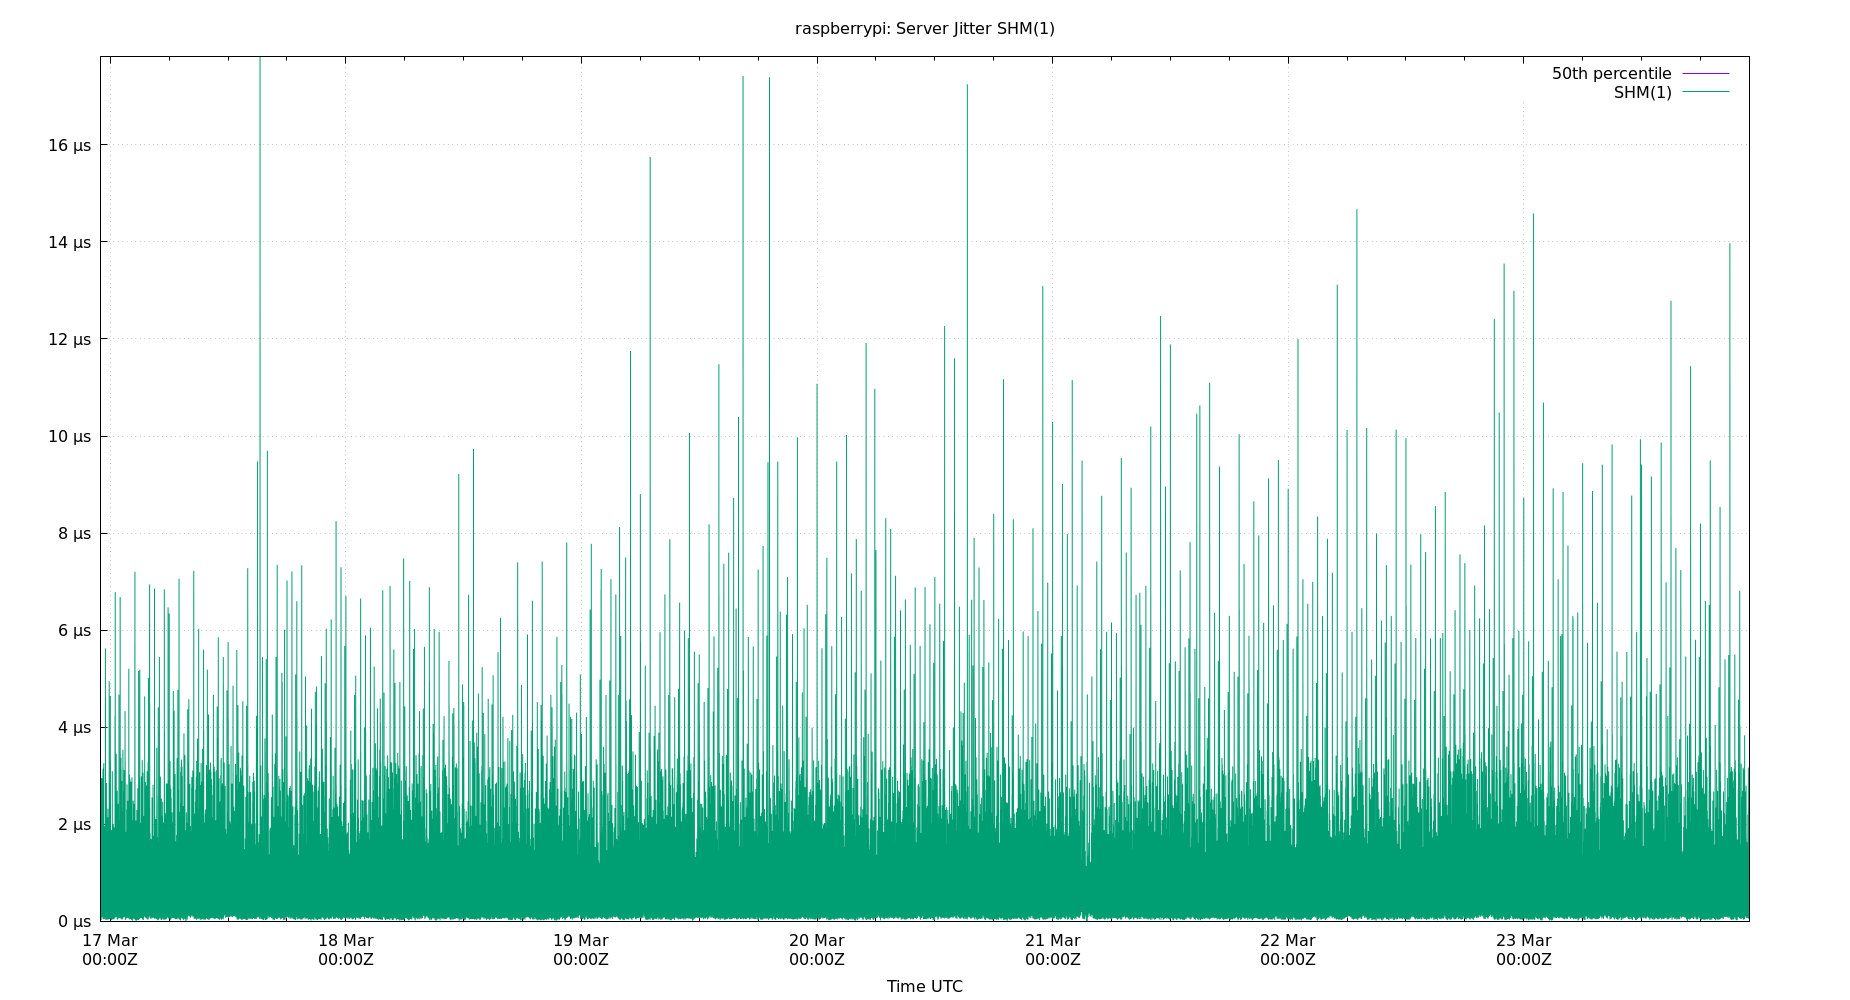 raspberrypi: Server Jitter SHM(1)
50th percentile
SHM(1)
16 µs
14 µs
12 µs
10 µs
8 µs
6 µs
4 µs
2 µs
0 µs
17 Mar 18 Mar 19 Mar 20 Mar 21 Mar 22 Mar 23 Mar
00:00Z 00:00Z 00:00Z 00:00Z 00:00Z 00:00Z 00:00Z
Time UTC